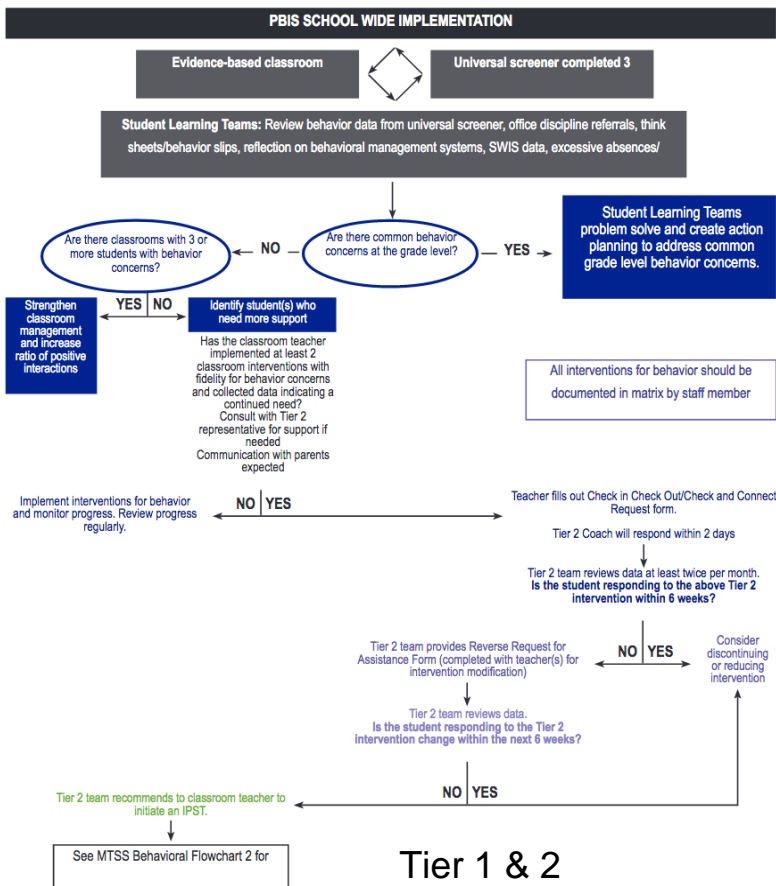 PBIS SCHOOL WIDE IMPLEMENTATION
Evidence-based classroom
Universal screener completed 3
Student Learning Teams: Review behavior data from universal screener, office discipline referrals, think
sheets/behavior slips, reflection on behavioral management systems, SWIS data, excessive absences/
Are there classrooms with 3 or
more students with behavior
concerns?
NO
Are there common behavior
concerns at the grade level?
YES
Student Learning Teams
problem solve and create action
planning to address common
grade level behavior concerns.
Strengthen
classroom
management
and increase
ratio of positive
interactions
YES
NO
Identify student(s) who
need more support
Has the classroom teacher
implemented at least 2
classroom interventions with
fidelity for behavior concerns
and collected data indicating a
continued need?
Consult with Tier 2
representative for support if
needed
Communication with parents
expected
All interventions for behavior should be
documented in matrix by staff member
Implement interventions for behavior
and monitor progress. Review progress
regularly.
NO
YES
Teacher fills out Check in Check Out/Check and Connect
Request form.
Tier 2 Coach will respond within 2 days
Tier 2 team reviews data at least twice per month.
Is the student responding to the above Tier 2
intervention within 6 weeks?
Tier 2 team provides Reverse Request for
Assistance Form (completed with teacher(s) for
intervention modification)
NO
YES
Consider
discontinuing
or reducing
intervention
Tier 2 team reviews data.
Is the student responding to the Tier 2
intervention change within the next 6 weeks?
NO
YES
Tier 2 team recommends to classroom teacher to
initiate an IPST.
See MTSS Behavioral Flowchart 2 for
Tier 1 & 2